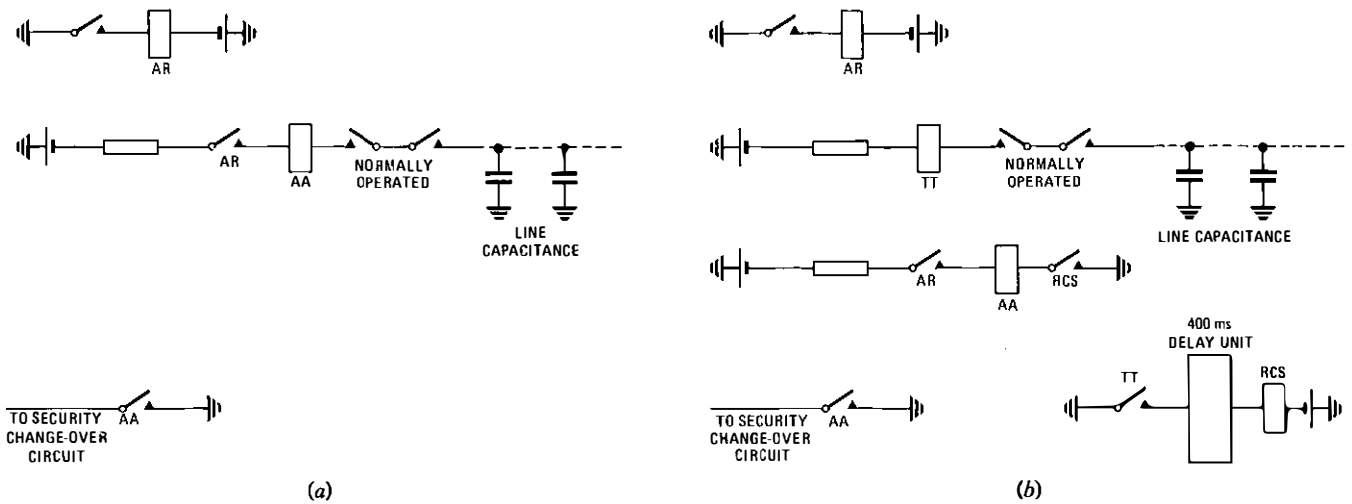 AR
AR
AA
NORMALLY
OPERATED
LINE
CAPACITANCE
TO SECURITY
CHANGE-OVER
CIRCUIT
AA
(a)
AR
TT
NORMALLY
OPERATED
LINE CAPACITANCE
AR
AA
RCS
400 ms
DELAY UNIT
TT
RCS
TO SECURITY
CHANGE-OVER
CIRCUIT
AA
(b)